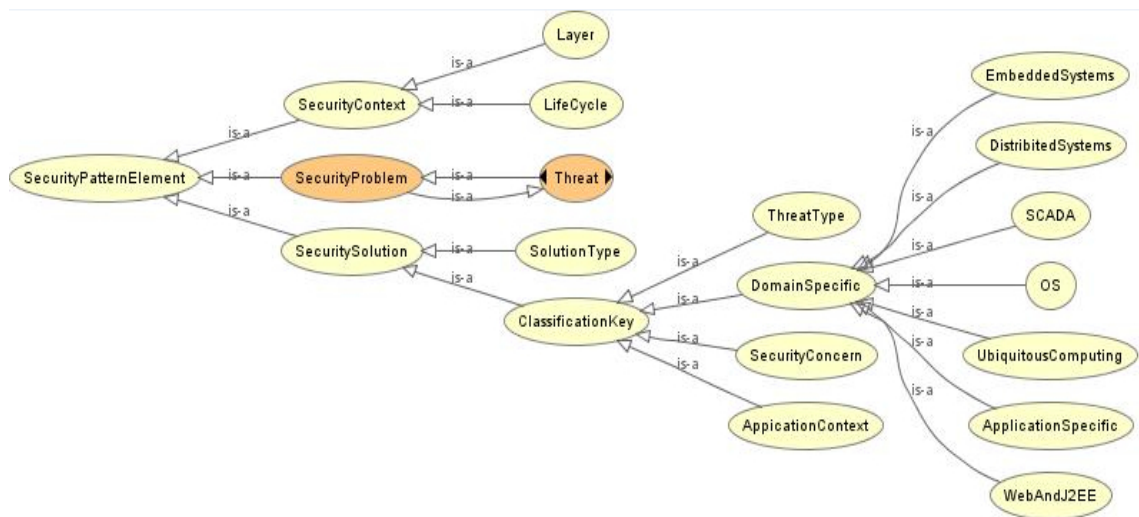 Layer
SecurityContext
is-a
LifeCycle
is-a
is-a
SecurityPatternElement
is-a
SecurityProblem
is-a
Threat
is-a
is-a
SecuritySolution
is-a
SolutionType
is-a
ClassificationKey
is-a
ThreatType
is-a
DomainSpecific
is-a
SecurityConcern
is-a
AppicationContext
is-a
EmbeddedSystems
is-a
DistribitedSystems
is-a
SCADA
is-a
OS
is-a
UbiquitousComputing
is-a
ApplicationSpecific
is-a
WebAndJ2EE